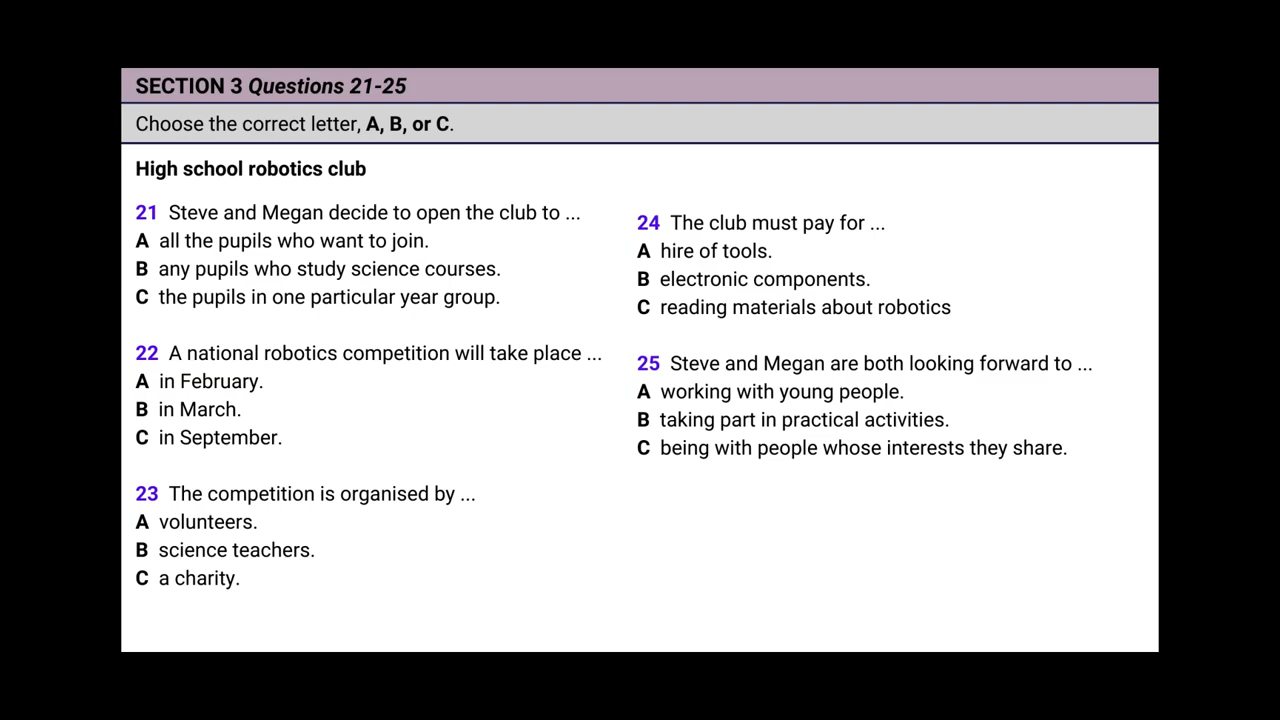 SECTION 3 Questions 21-25
Choose the correct letter, A, B, or C.
High school robotics club
21 Steve and Megan decide to open the club to ...
A all the pupils who want to join.
B any pupils who study science courses.
C the pupils in one particular year group.
22 A national robotics competition will take place ...
A in February.
B in March.
C in September.
23 The competition is organised by ...
A volunteers.
B science teachers.
C a charity.
24 The club must pay for ...
A hire of tools.
B electronic components.
C reading materials about robotics
25 Steve and Megan are both looking forward to ...
A working with young people.
B taking part in practical activities.
C being with people whose interests they share.